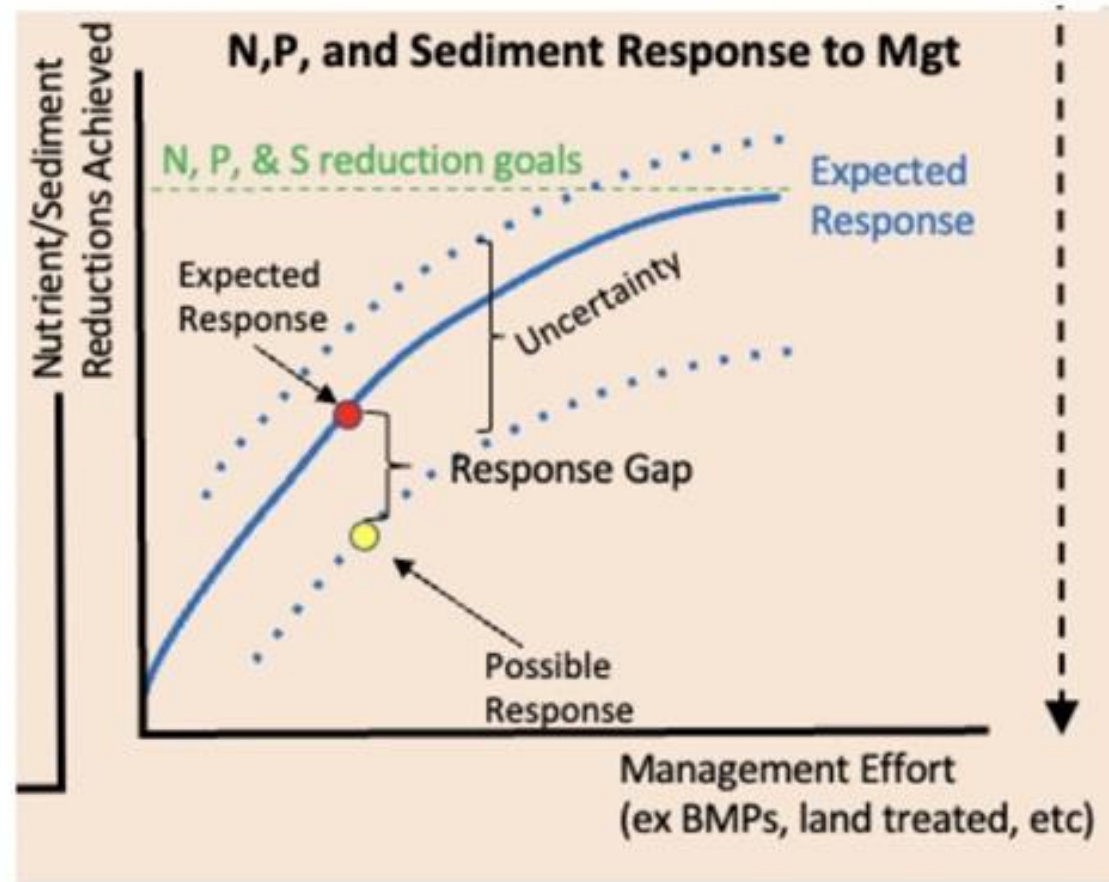 N,P, and Sediment Response to Mgt
Nutrient/Sediment
Reductions Achieved
N, P, & S reduction goals
Expected
Response
Expected
Response
Uncertainty
Response Gap
Possible
Response
Management Effort
(ex BMPs, land treated, etc)